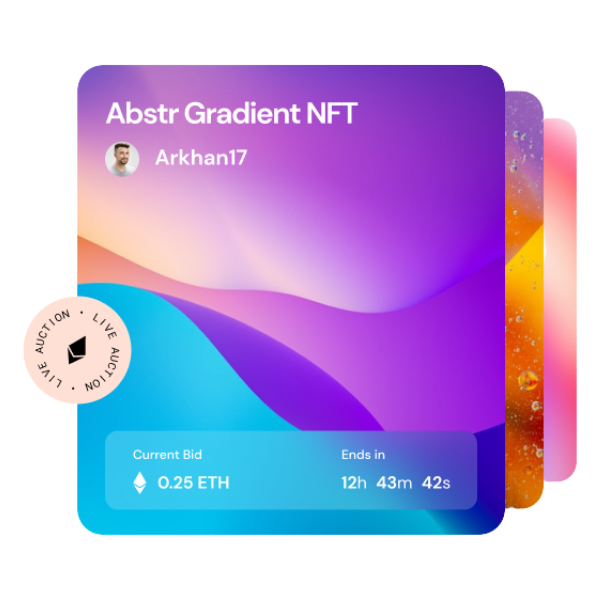 Abstr Gradient NFT
Arkhan17
LIVE AUCTION • LIVE AUCTION •
Current Bid
Ends in
0.25 ETH
12h 43m 42s